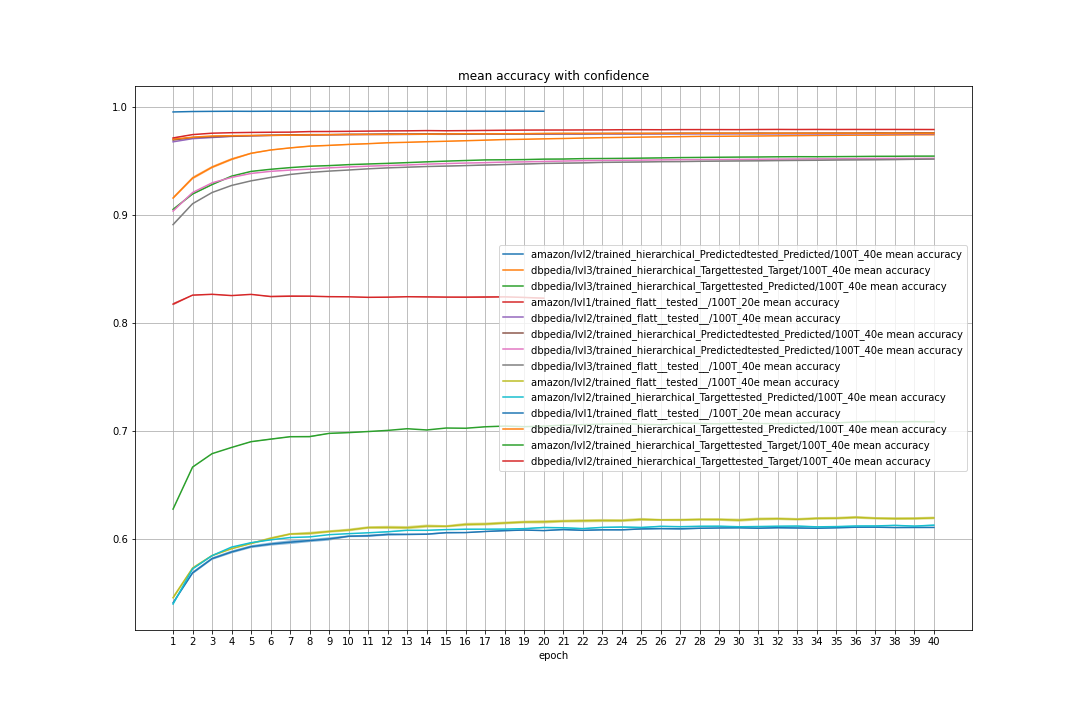 mean accuracy with confidence
1.0
0.9
0.8
0.7
0.6
amazon/lvl2/trained_hierarchical_Predictedtested_Predicted/100T_40e mean accuracy
dbpedia/lvl3/trained_hierarchical_Targettested_Target/100T_40e mean accuracy
dbpedia/lvl3/trained_hierarchical_Targettested_Predicted/100T_40e mean accuracy
amazon/lvl1/trained_flatt__tested__/100T_20e mean accuracy
dbpedia/lvl2/trained_flatt__tested__/100T_40e mean accuracy
dbpedia/lvl2/trained_hierarchical_Predictedtested_Predicted/100T_40e mean accuracy
dbpedia/lvl3/trained_hierarchical_Predictedtested_Predicted/100T_40e mean accuracy
dbpedia/lvl3/trained_flatt__tested__/100T_40e mean accuracy
amazon/lvl2/trained_flatt__tested__/100T_40e mean accuracy
amazon/lvl2/trained_hierarchical_Targettested_Predicted/100T_40e mean accuracy
dbpedia/lvl1/trained_flatt__tested__/100T_20e mean accuracy
dbpedia/lvl2/trained_hierarchical_Targettested_Predicted/100T_40e mean accuracy
amazon/lvl2/trained_hierarchical_Targettested_Target/100T_40e mean accuracy
dbpedia/lvl2/trained_hierarchical_Targettested_Target/100T_40e mean accuracy
1 2 3 4 5 6 7 8 9 10 11 12 13 14 15 16 17 18 19 20 21 22 23 24 25 26 27 28 29 30 31 32 33 34 35 36 37 38 39 40
epoch